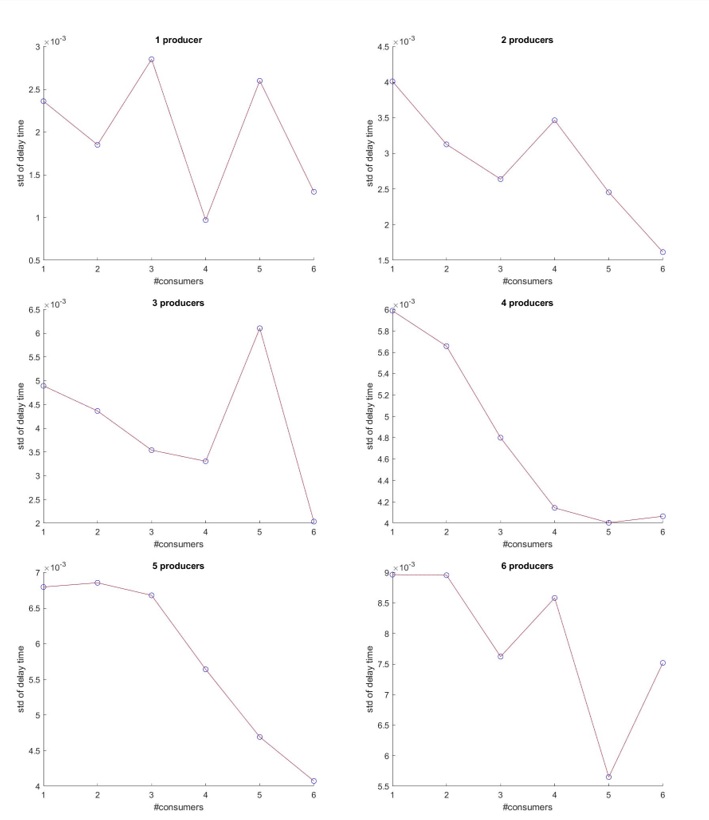 1 producer
×10^-3
3
2.5
2
1.5
1
0.5
std of delay time
1 2 3 4 5 6
#consumers
2 producers
×10^-3
4.5
4
3.5
3
2.5
2
1.5
std of delay time
1 2 3 4 5 6
#consumers
3 producers
×10^-3
6.5
6
5.5
5
4.5
4
3.5
3
2.5
2
std of delay time
1 2 3 4 5 6
#consumers
4 producers
×10^-3
6
5.8
5.6
5.4
5.2
5
4.8
4.6
4.4
4.2
4
std of delay time
1 2 3 4 5 6
#consumers
5 producers
×10^-3
7
6.5
6
5.5
5
4.5
4
std of delay time
1 2 3 4 5 6
#consumers
6 producers
×10^-3
9
8.5
8
7.5
7
6.5
6
5.5
std of delay time
1 2 3 4 5 6
#consumers